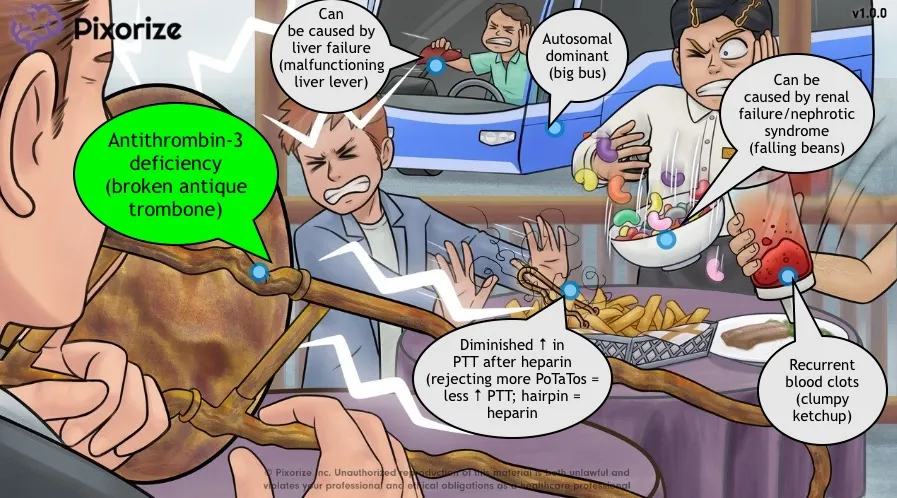 Pixorize
v1.0.0
Can
be caused by
liver failure
(malfunctioning
liver lever)
Autosomal
dominant
(big bus)
Can be
caused by renal
failure/nephrotic
syndrome
(falling beans)
Antithrombin-3
deficiency
(broken antique
trombone)
Diminished ↑ in
PTT after heparin
(rejecting more PoTaTos =
less ↑ PTT; hairpin =
heparin
Recurrent
blood clots
(clumpy
ketchup)
© Pixorize Inc. Unauthorized reproduction of this material is both unlawful and
violates your professional and ethical obligations as a healthcare professional